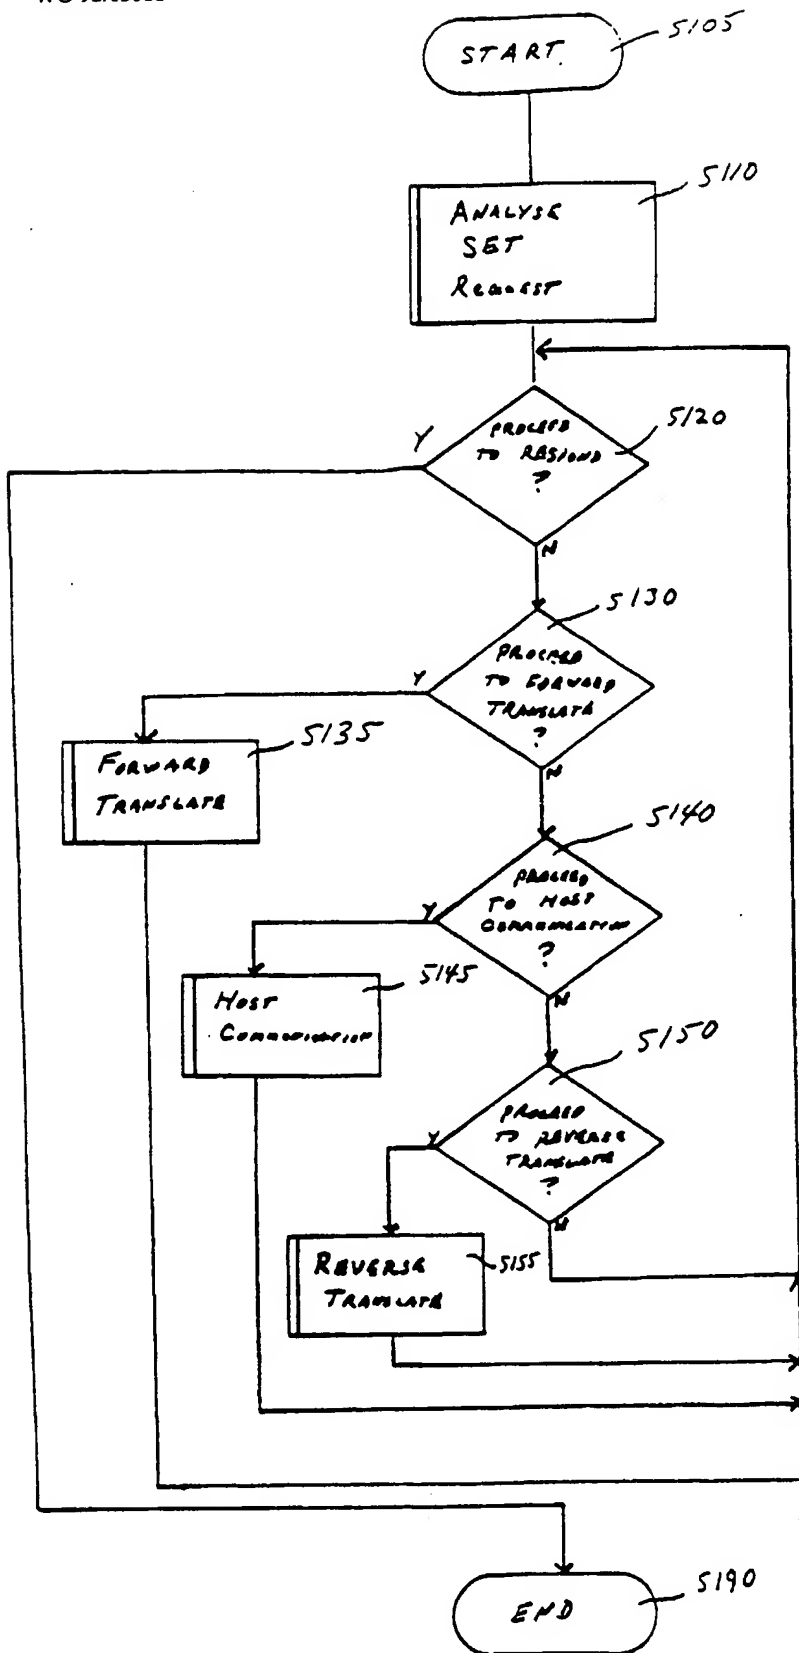 START.
5105
5110
ANALYSE
SET
REQUEST
5120
Y
PROCEED
TO RESPOND
?
N
5130
Y
PROCEED
TO FORWARD
TRANSLATE
?
N
5135
FORWARD
TRANSLATE
5140
Y
PROCEED
TO HOST
COMMUNICATION
?
N
5145
HOST
COMMUNICATION
5150
Y
PROCEED
TO REVERSE
TRANSLATE
?
N
5155
REVERSE
TRANSLATE
5190
END